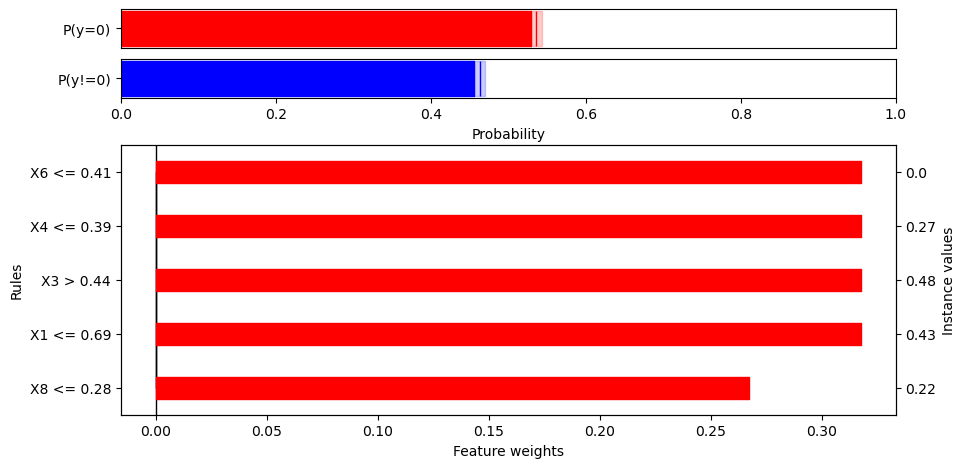 P(y=0)
P(y!=0)
0.0 0.2 0.4 0.6 0.8 1.0
Probability
X6 <= 0.41 0.0
X4 <= 0.39 0.27
X3 > 0.44 0.48
Rules
Instance values
X1 <= 0.69 0.43
X8 <= 0.28 0.22
0.00 0.05 0.10 0.15 0.20 0.25 0.30
Feature weights